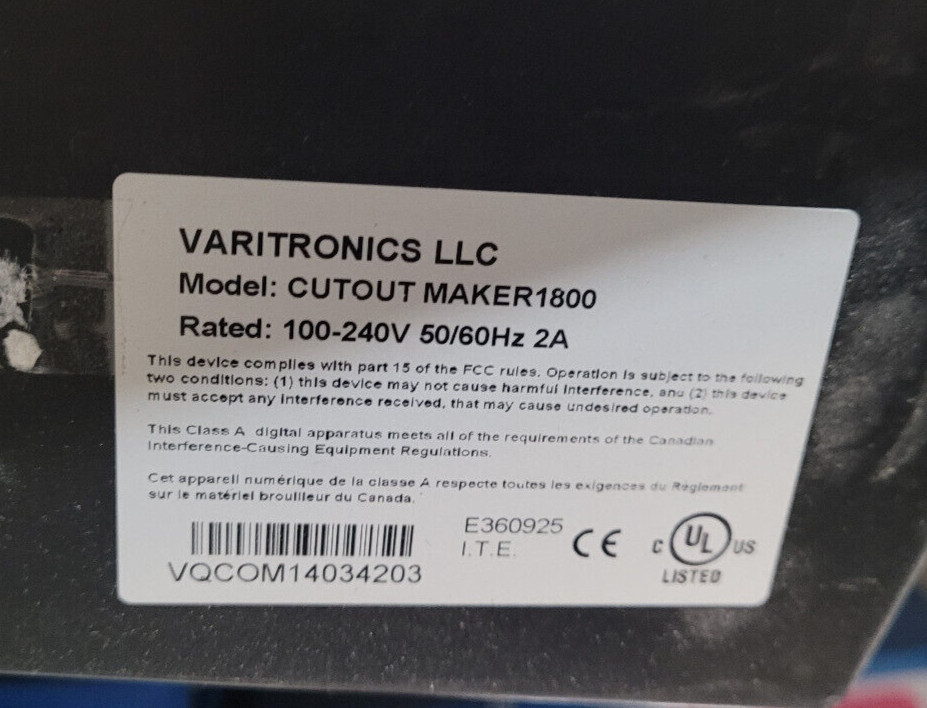 VARITRONICS LLC
Model: CUTOUT MAKER1800
Rated: 100-240V 50/60Hz 2A
This device complies with part 15 of the FCC rules. Operation is subject to the following
two conditions: (1) this device may not cause harmful interference, and (2) this device
must accept any interference received, that may cause undesired operation.
This Class A digital apparatus meets all of the requirements of the Canadian
Interference-Causing Equipment Regulations.
Cet appareil numérique de la classe A respecte toutes les exigences du Réglement
sur le matériel brouilleur du Canada.
E360925
I.T.E.
CE
C UL US
LISTED
VQCOM14034203